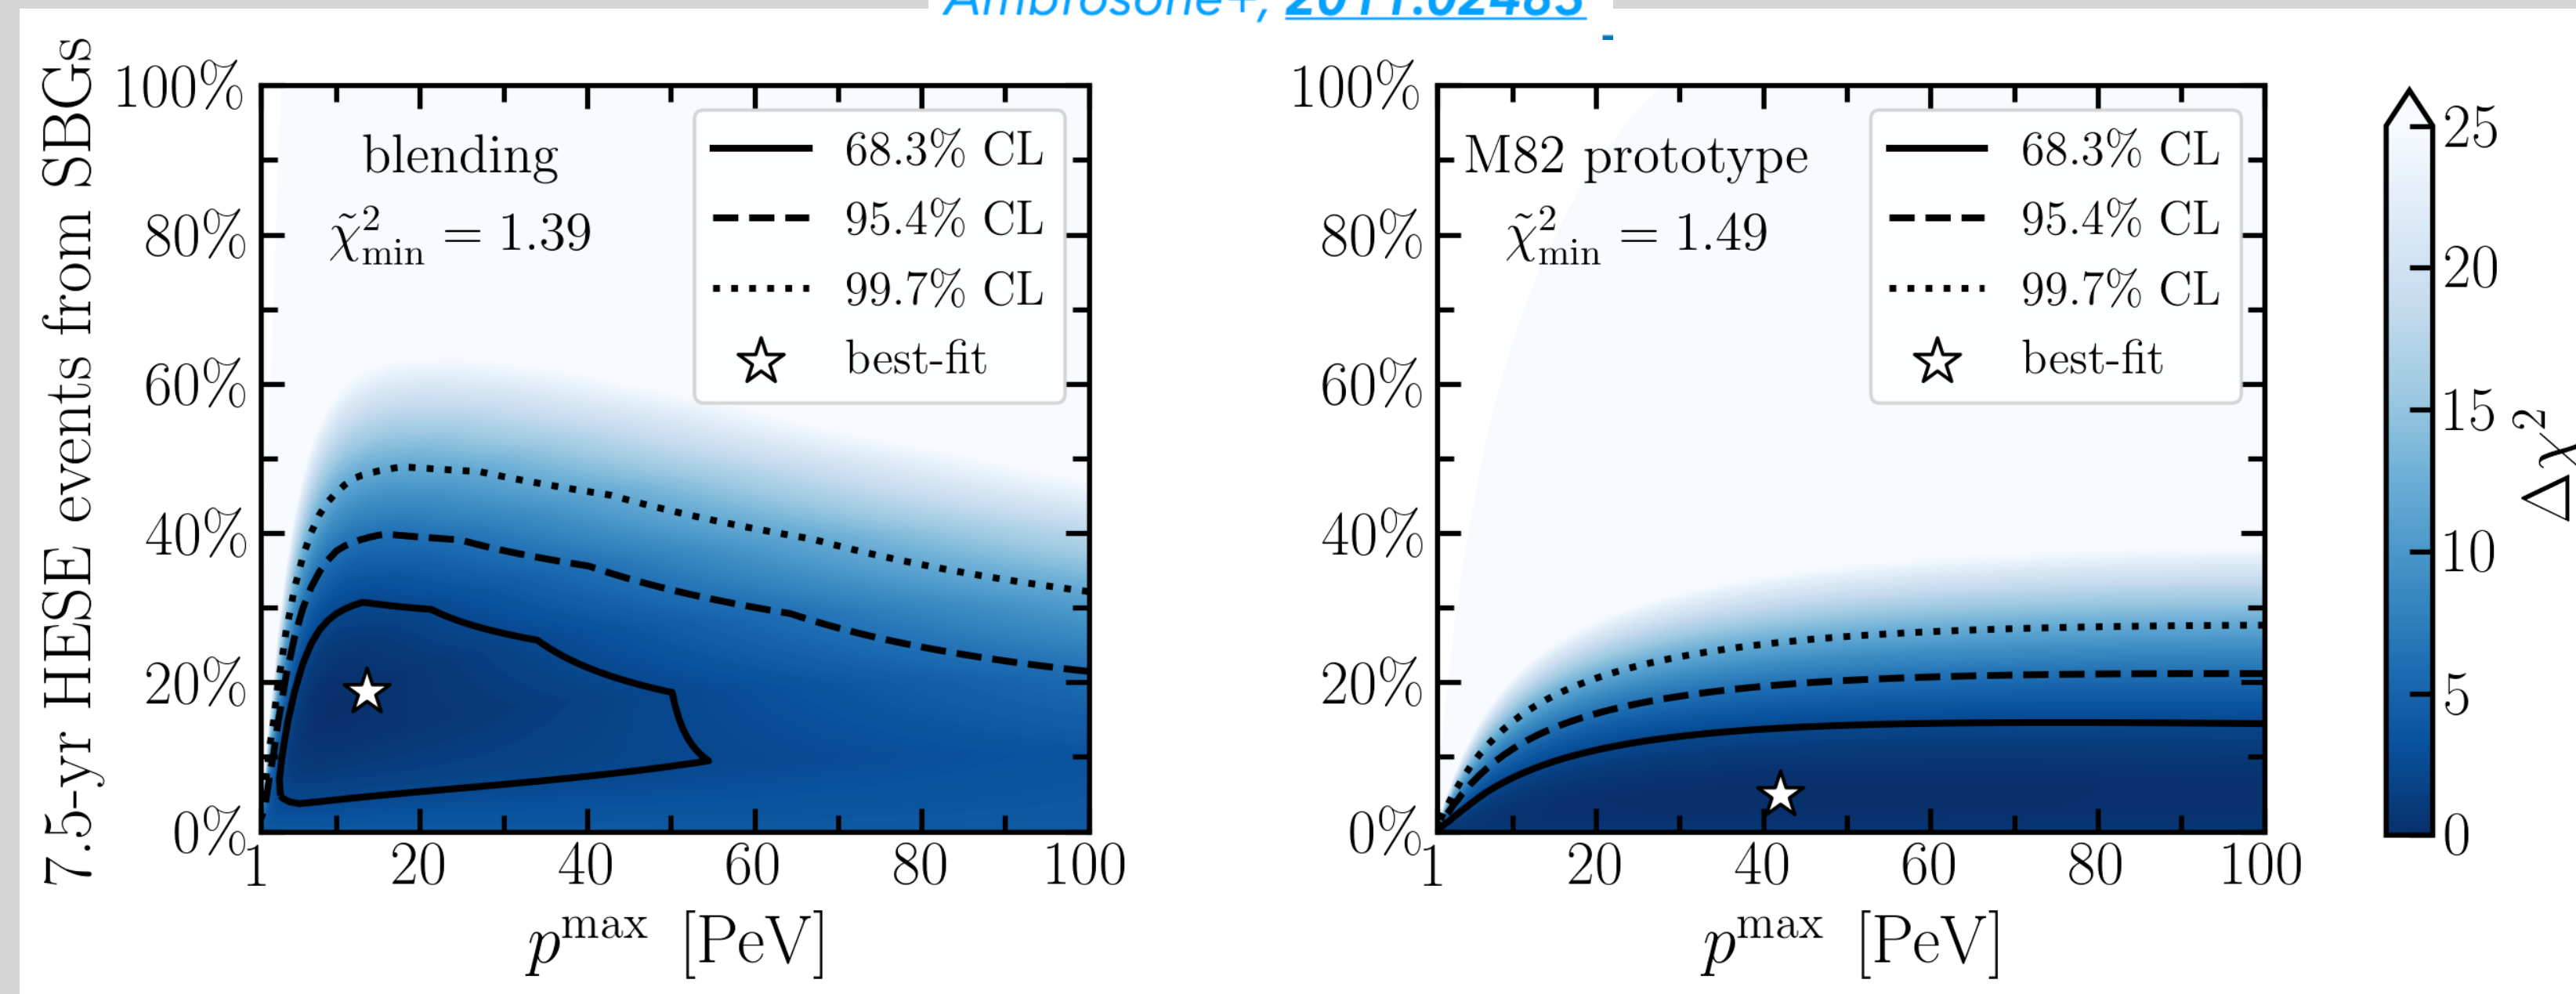 Ambrosone+, 2011.02483
7.5-yr HESE events from SBGs
100%
80%
60%
40%
20%
0%
blending
χ̃²min = 1.39
68.3% CL
95.4% CL
99.7% CL
best-fit
1 20 40 60 80 100
pmax [PeV]
100%
80%
60%
40%
20%
0%
M82 prototype
χ̃²min = 1.49
68.3% CL
95.4% CL
99.7% CL
best-fit
1 20 40 60 80 100
pmax [PeV]
25
20
15
10
5
0
Δχ²